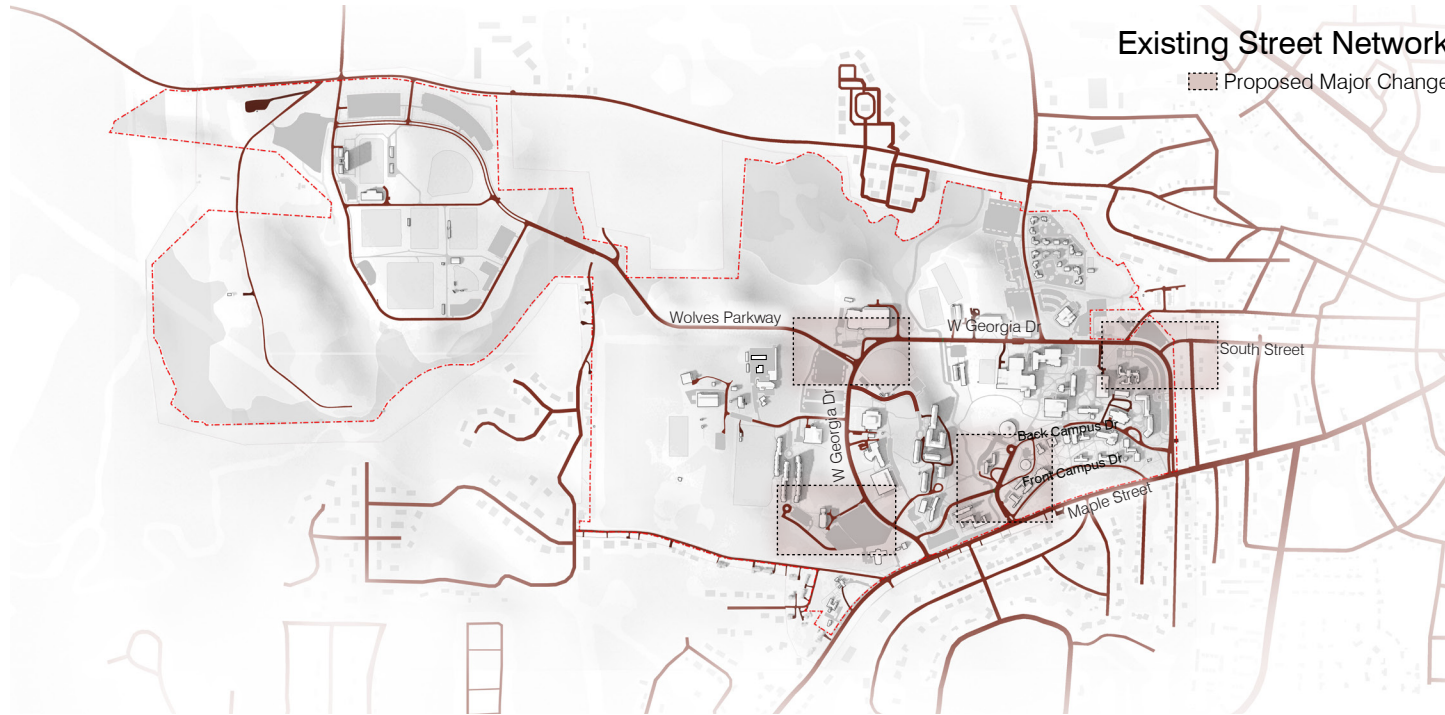 Existing Street Network
Proposed Major Change
Wolves Parkway
W Georgia Dr
South Street
W Georgia Dr
Back Campus Dr
Front Campus Dr
Maple Street